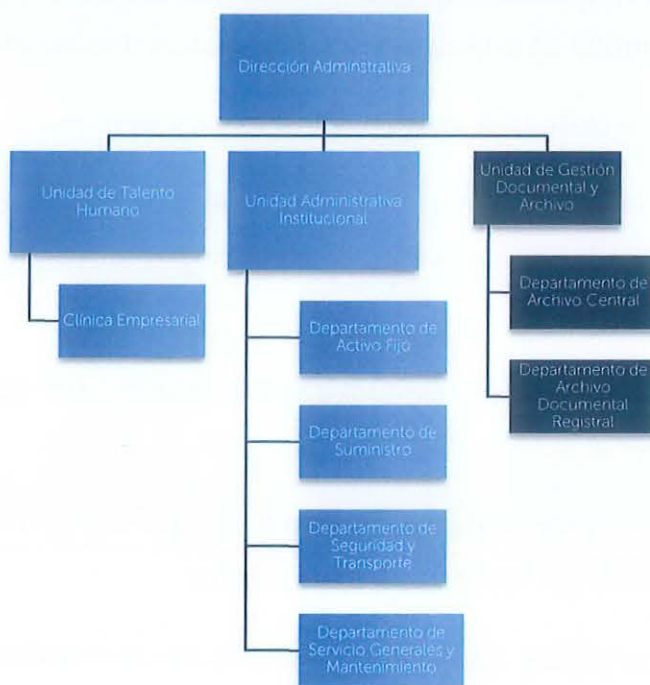 Dirección Adminstrativa
Unidad de Talento
Humano
Unidad Administrativa
Institucional
Unidad de Gestión
Documental y
Archivo
Clínica Empresarial
Departamento de
Activo Fijo
Departamento de
Suministro
Departamento de
Seguridad y
Transporte
Departamento de
Servicio Generales y
Mantenimiento
Departamento de
Archivo Central
Departamento de
Archivo
Documental
Registral